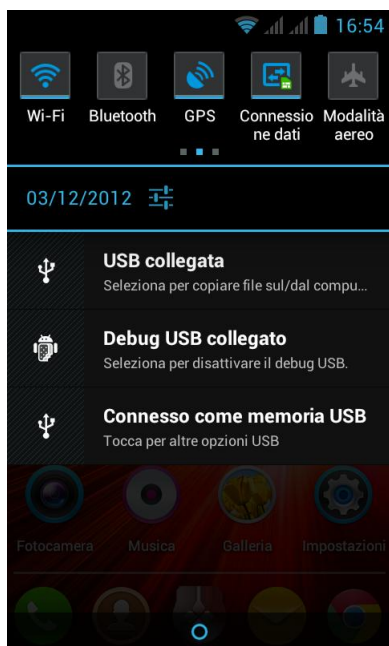 16:54
Wi-Fi Bluetooth GPS Connessio Modalità
ne dati aereo
03/12/2012
USB collegata
Seleziona per copiare file sul/dal compu...
Debug USB collegato
Seleziona per disattivare il debug USB.
Connesso come memoria USB
Tocca per altre opzioni USB
Fotocamera Musica Galleria Impostazioni